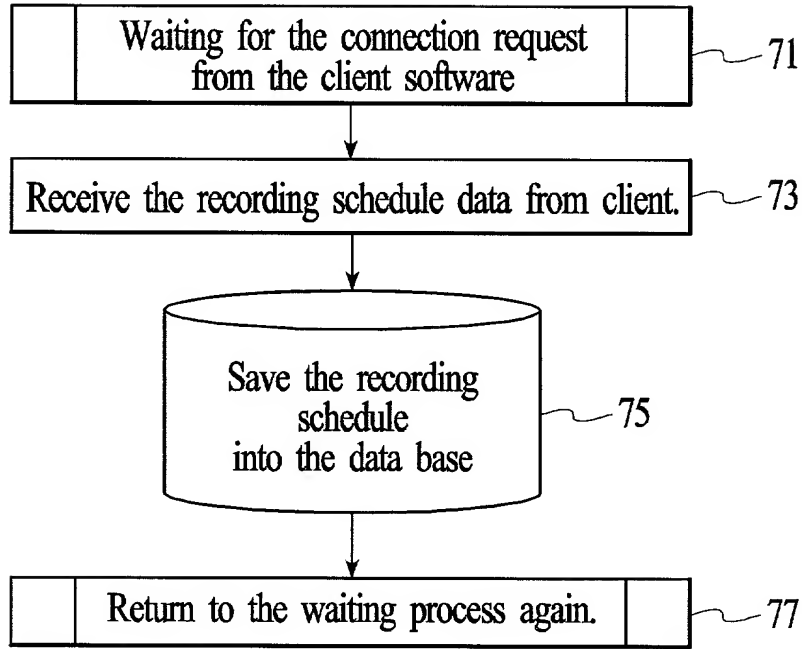 Waiting for the connection request
from the client software
71
Receive the recording schedule data from client.
73
Save the recording
schedule
into the data base
75
Return to the waiting process again.
77